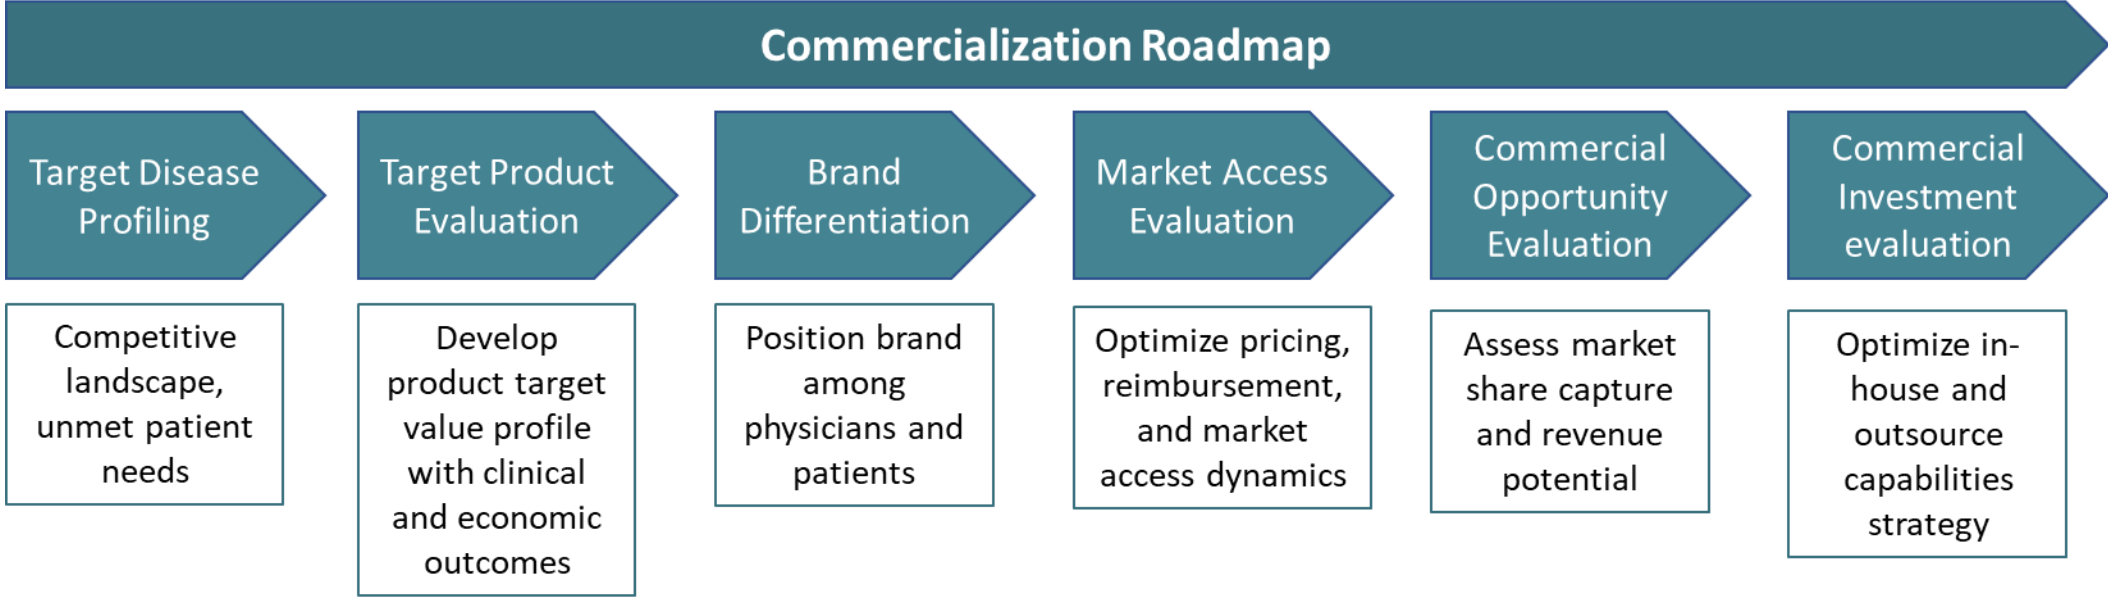 Commercialization Roadmap
Target Disease
Profiling
Target Product
Evaluation
Brand
Differentiation
Market Access
Evaluation
Commercial
Opportunity
Evaluation
Commercial
Investment
evaluation
Competitive
landscape,
unmet patient
needs
Develop
product target
value profile
with clinical
and economic
outcomes
Position brand
among
physicians and
patients
Optimize pricing,
reimbursement,
and market
access dynamics
Assess market
share capture
and revenue
potential
Optimize in-
house and
outsource
capabilities
strategy